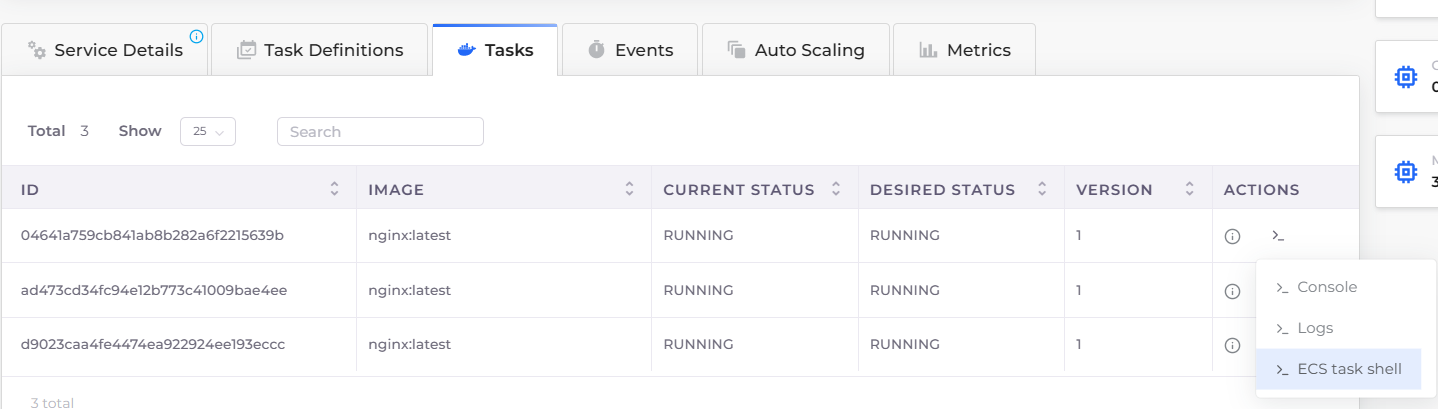 Service Details Task Definitions Tasks Events Auto Scaling Metrics
Total 3 Show 25 Search
ID IMAGE CURRENT STATUS DESIRED STATUS VERSION ACTIONS
04641a759cb841ab8b282a6f2215639b nginx:latest RUNNING RUNNING 1
ad473cd34fc94e12b773c41009bae4ee nginx:latest RUNNING RUNNING 1
Console
Logs
d9023caa4fe4474ea922924ee193eccc nginx:latest RUNNING RUNNING 1
ECS task shell
3 total